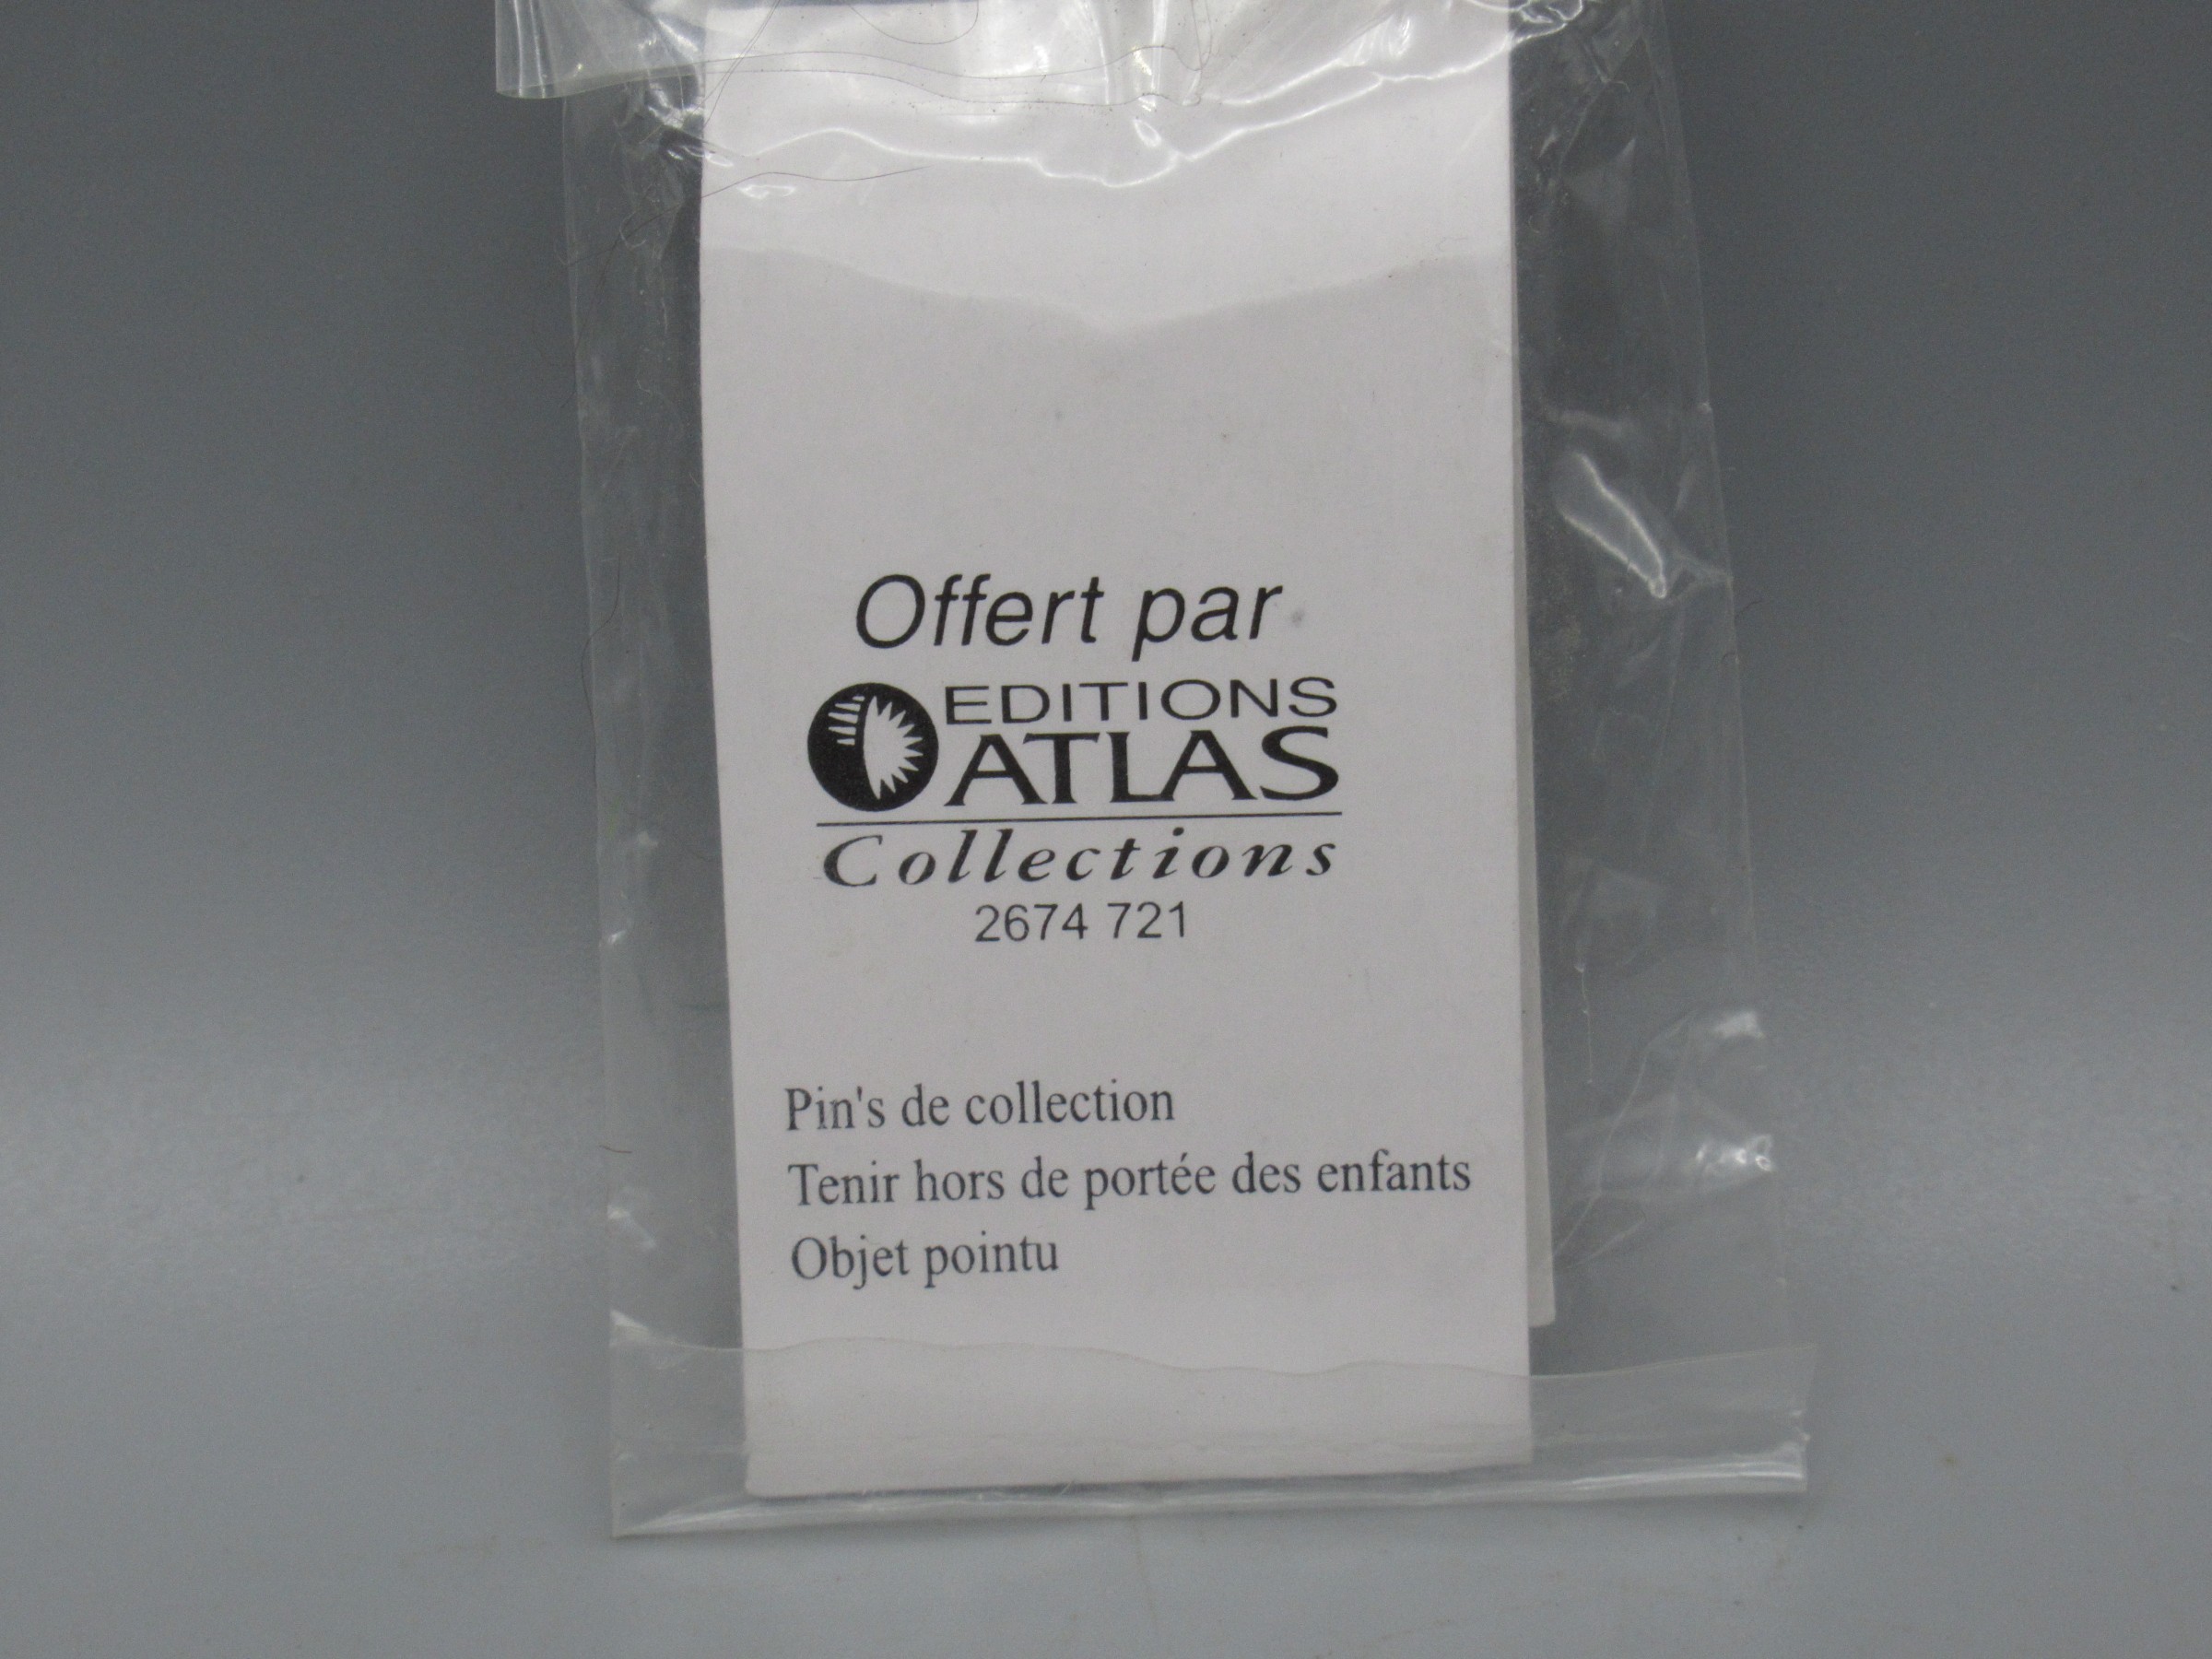 Offert par
EDITIONS
ATLAS
Collections
2674 721
Pin's de collection
Tenir hors de portée des enfants
Objet pointu